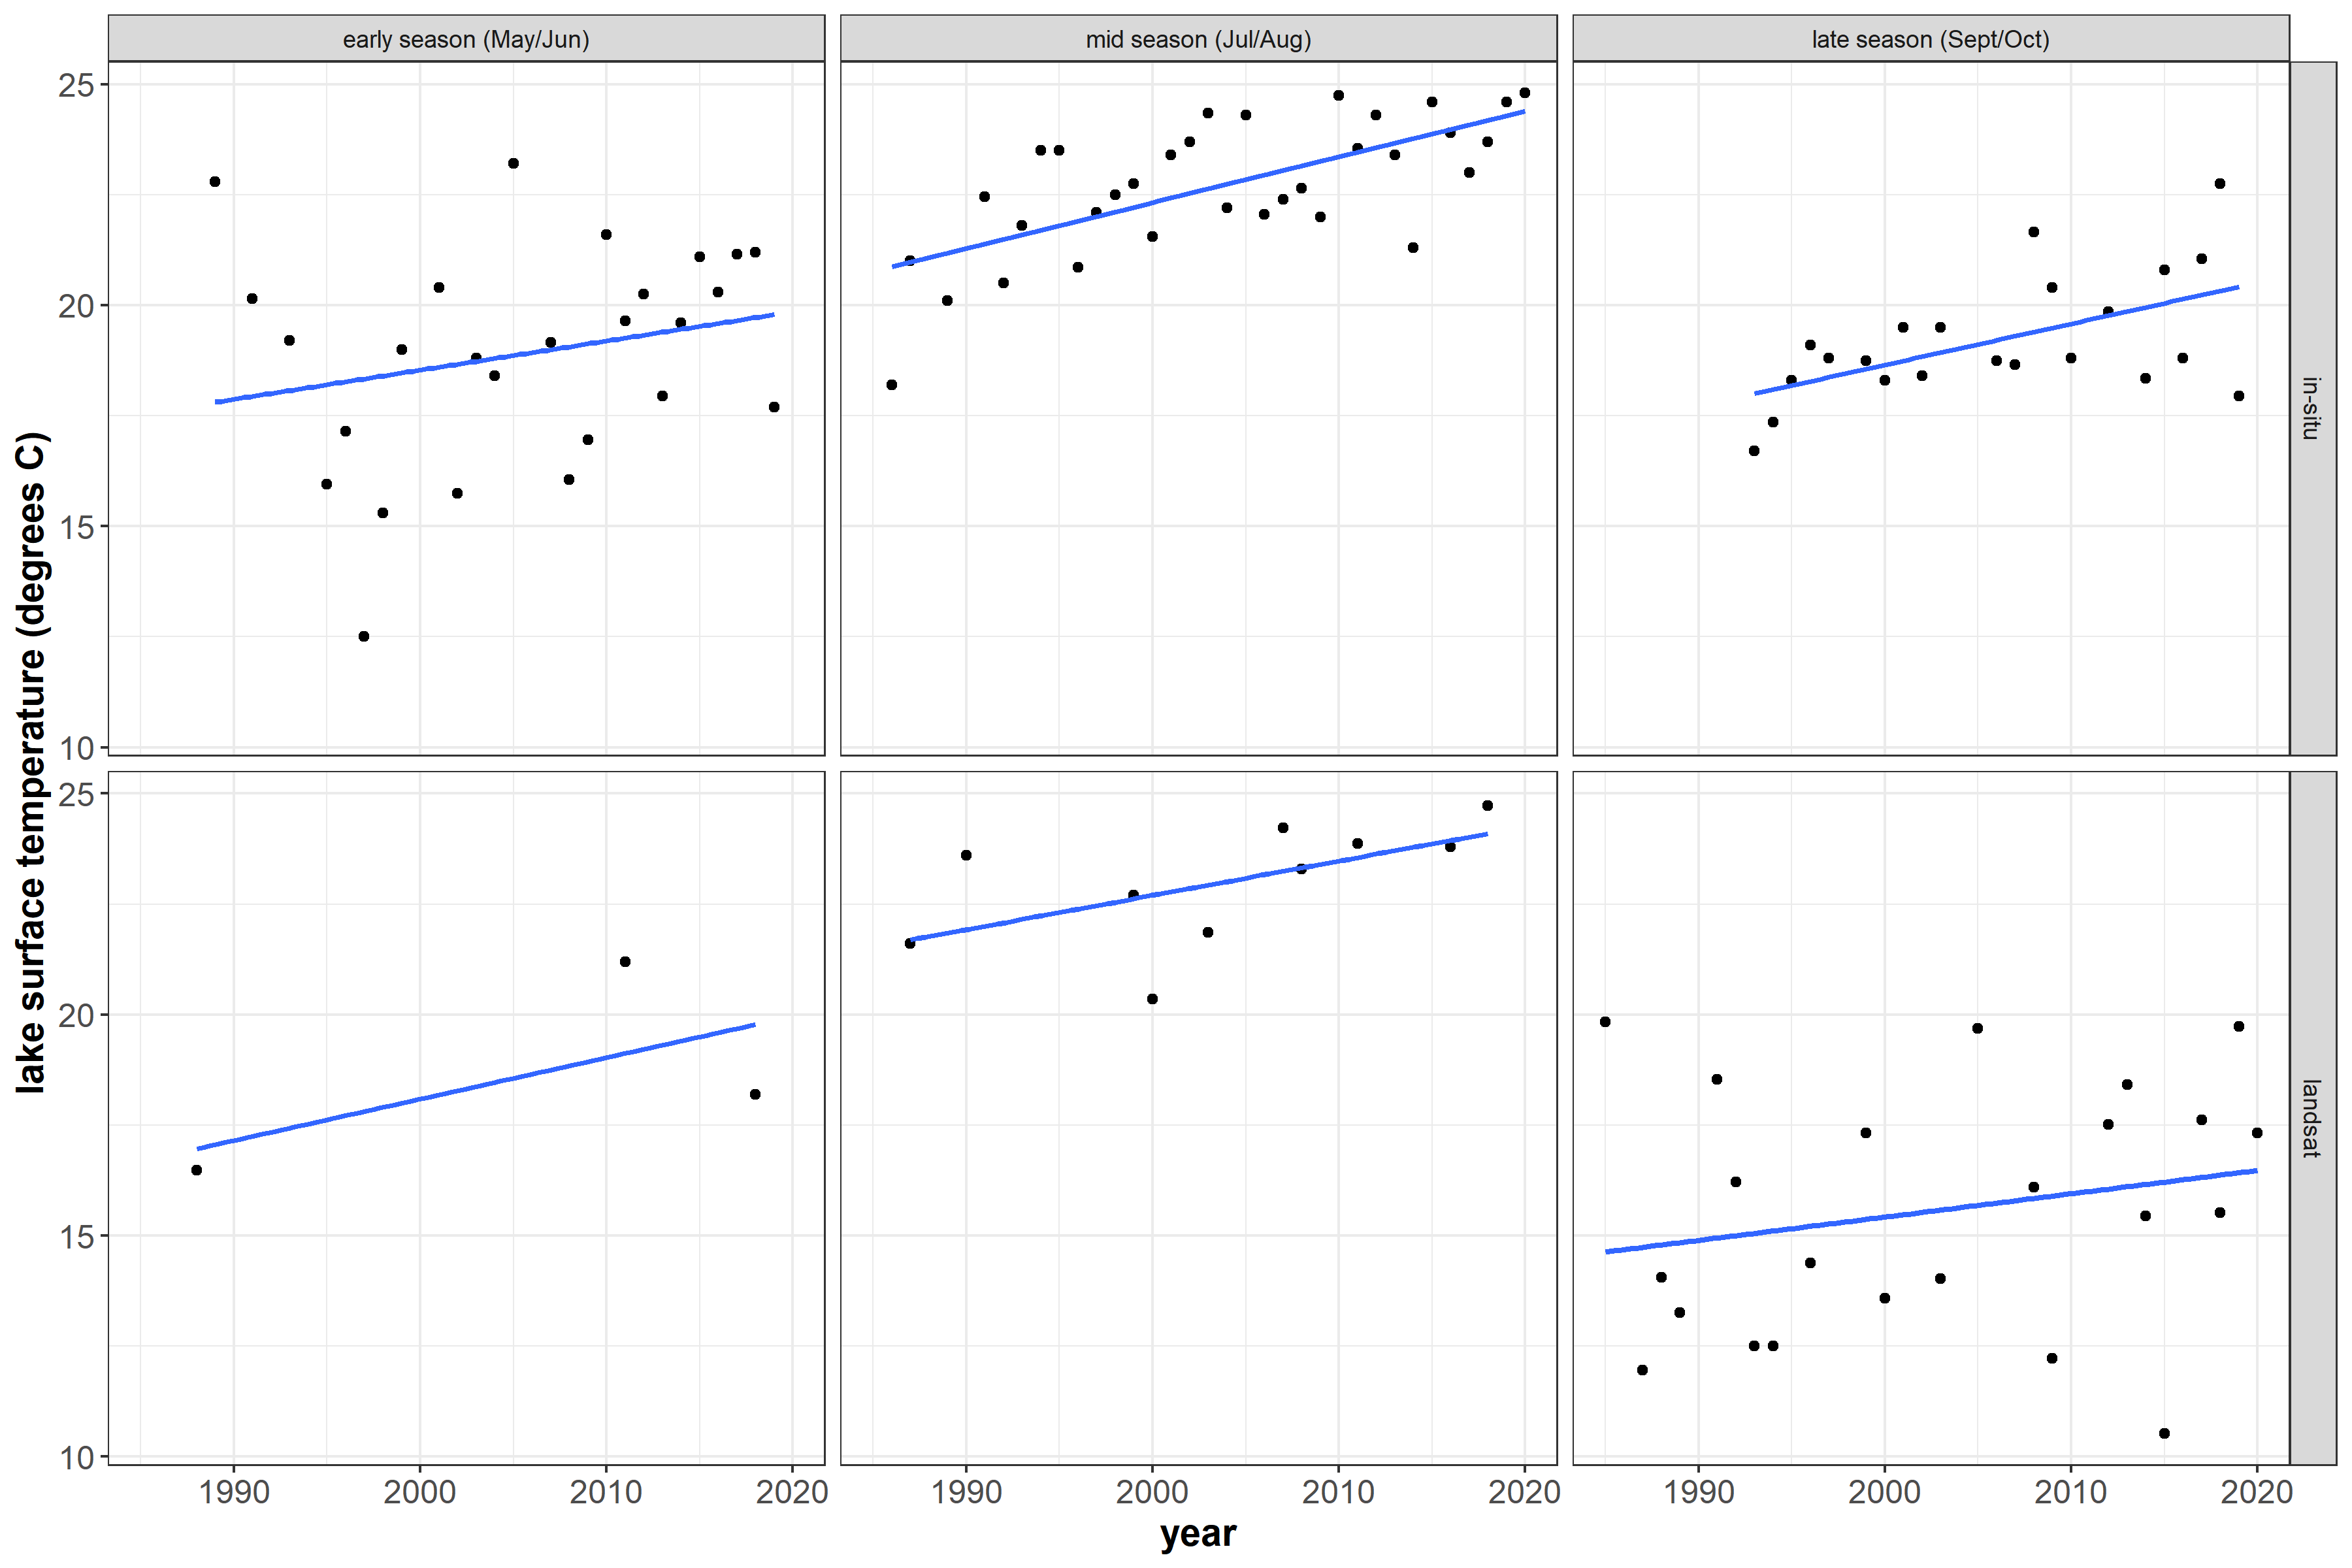 early season (May/Jun)
mid season (Jul/Aug)
late season (Sept/Oct)
25
20
15
10
in-situ
lake surface temperature (degrees C)
25
20
15
10
landsat
1990 2000 2010 2020
1990 2000 2010 2020
1990 2000 2010 2020
year